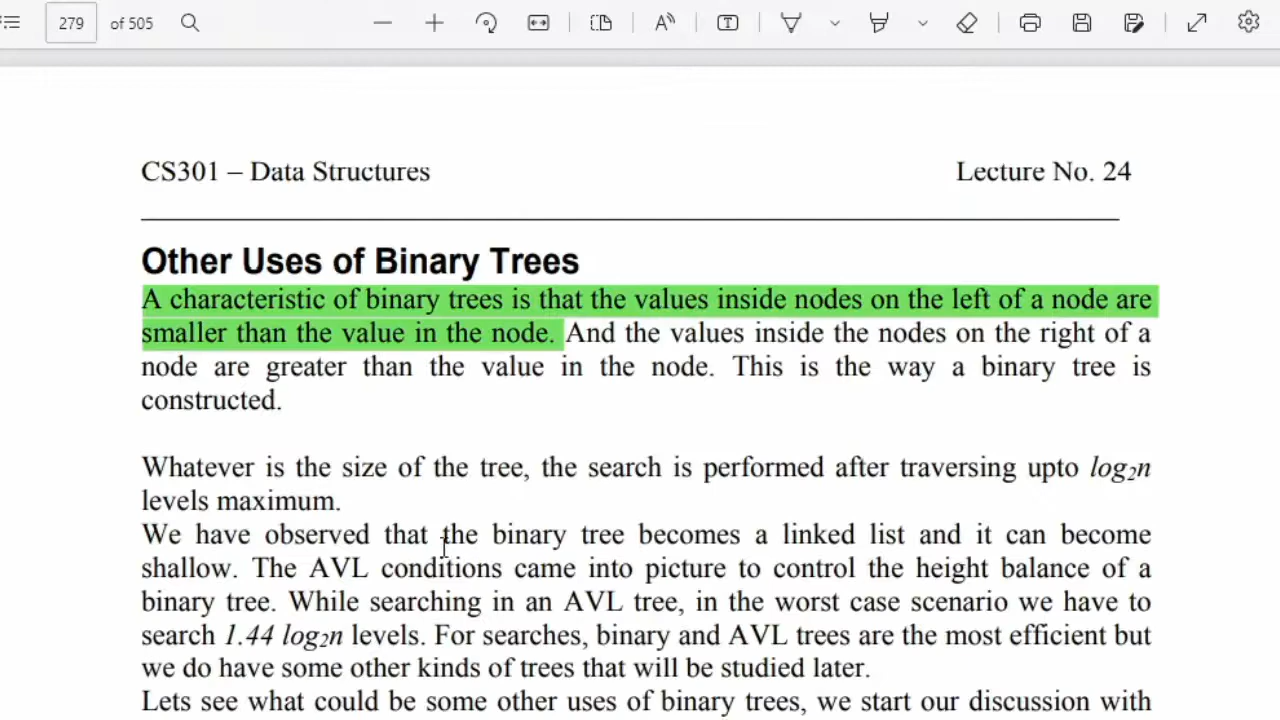 279 of 505
CS301 – Data Structures Lecture No. 24
Other Uses of Binary Trees
A characteristic of binary trees is that the values inside nodes on the left of a node are
smaller than the value in the node. And the values inside the nodes on the right of a
node are greater than the value in the node. This is the way a binary tree is
constructed.
Whatever is the size of the tree, the search is performed after traversing upto log₂n
levels maximum.
We have observed that the binary tree becomes a linked list and it can become
shallow. The AVL conditions came into picture to control the height balance of a
binary tree. While searching in an AVL tree, in the worst case scenario we have to
search 1.44 log₂n levels. For searches, binary and AVL trees are the most efficient but
we do have some other kinds of trees that will be studied later.
Lets see what could be some other uses of binary trees, we start our discussion with